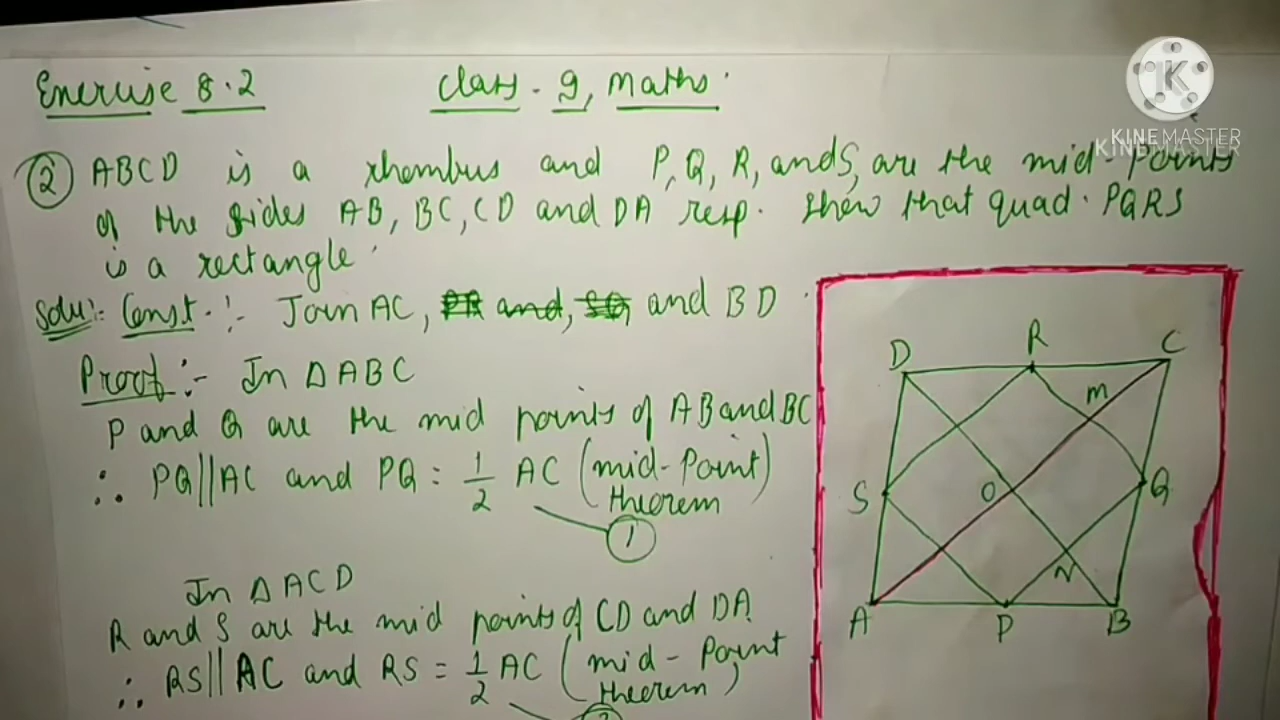 Exercise 8.2 Class - 9, Maths.
② ABCD is a rhombus and P, Q, R, and S, are the mid-points
of the sides AB, BC, CD and DA resp. show that quad. PQRS
is a rectangle.
Solu:- Const. :- Join AC, and, and BD
Proof :- In △ABC
P and Q are the mid points of AB and BC
∴ PQ||AC and PQ = 1/2 AC (mid-Point theorem)
①
In △ACD
R and S are the mid points of CD and DA
∴ RS||AC and RS = 1/2 AC (mid-Point theorem)
②
D R C
M
S O Q
N
A P B
K
KINEMASTER
KINEMASTER